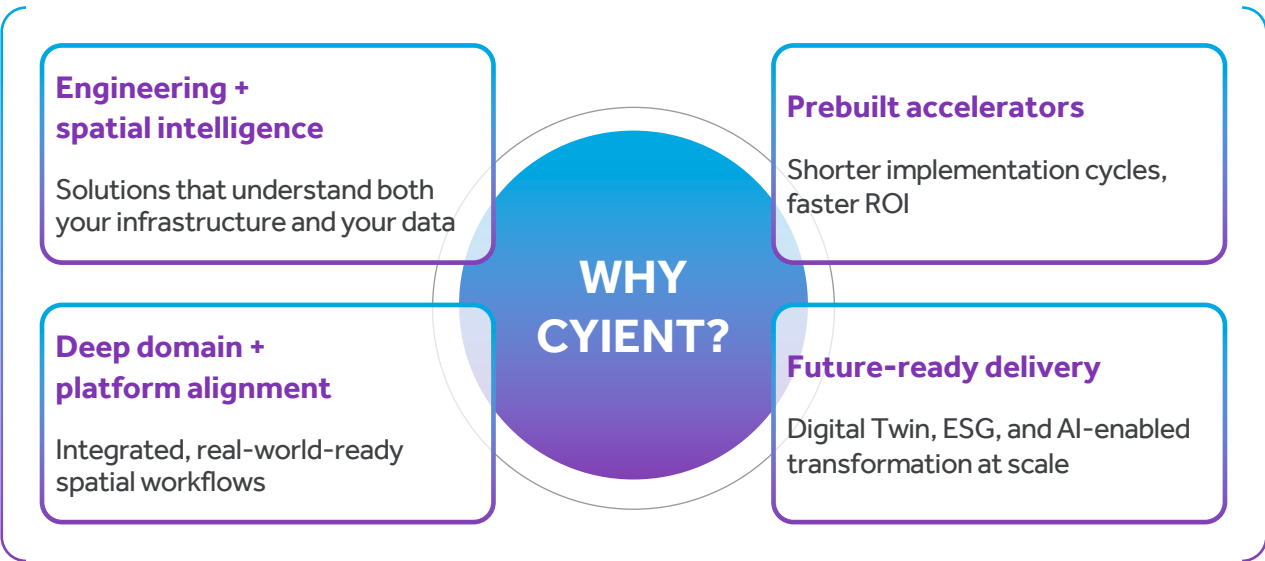 Engineering +
spatial intelligence
Solutions that understand both
your infrastructure and your data
Prebuilt accelerators
Shorter implementation cycles,
faster ROI
WHY
CYIENT?
Deep domain +
platform alignment
Integrated, real-world-ready
spatial workflows
Future-ready delivery
Digital Twin, ESG, and AI-enabled
transformation at scale